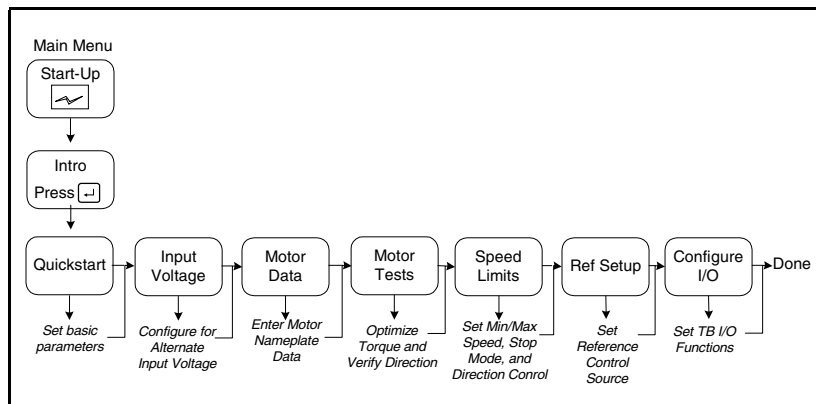 Main Menu
Start-Up
Intro
Press
Quickstart
Input
Voltage
Motor
Data
Motor
Tests
Speed
Limits
Ref Setup
Configure
I/O
Done
Set basic
parameters
Configure for
Alternate
Input Voltage
Enter Motor
Nameplate
Data
Optimize
Torque and
Verify Direction
Set Min/Max
Speed, Stop
Mode, and
Direction Conrol
Set
Reference
Control
Source
Set TB I/O
Functions